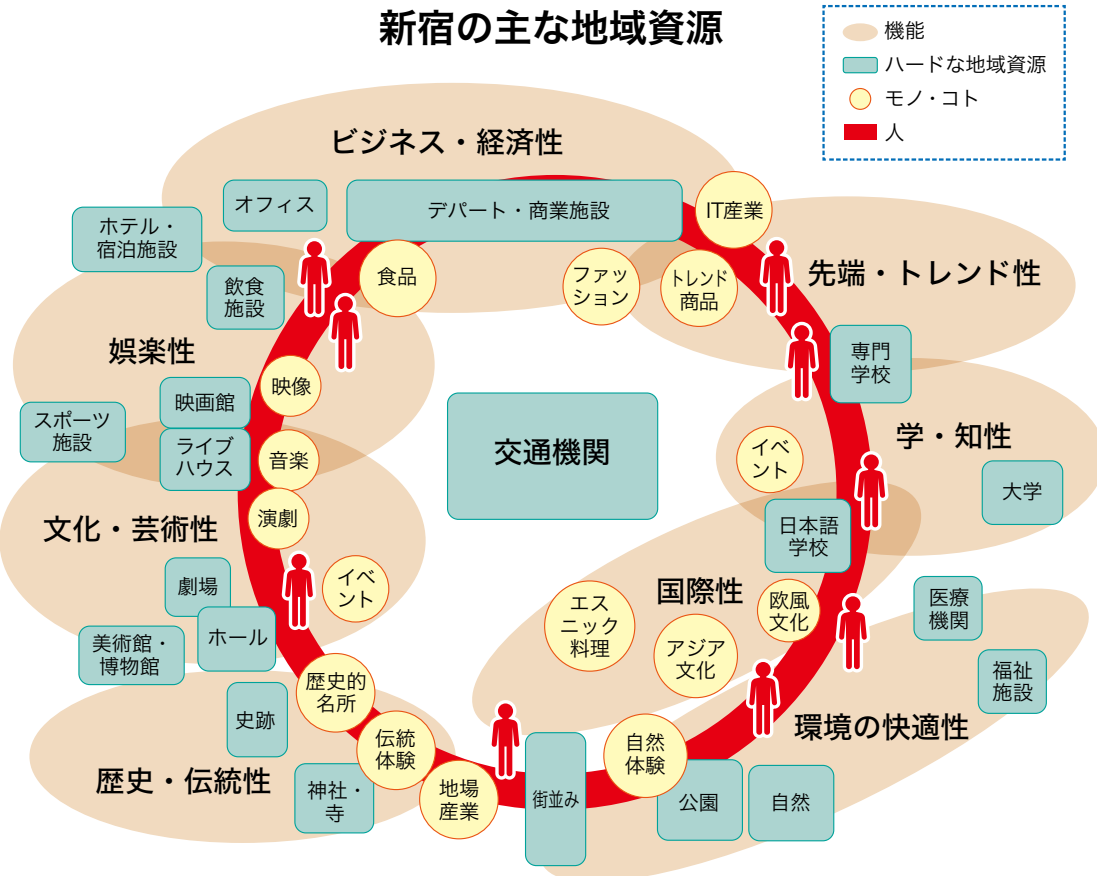 新宿の主な地域資源
機能
ハードな地域資源
モノ・コト
人
ビジネス・経済性
オフィス
デパート・商業施設
IT産業
ホテル・
宿泊施設
飲食
施設
食品
ファッ
ション
トレンド
商品
先端・トレンド性
娯楽性
専門
学校
映像
映画館
スポーツ
施設
ライブ
ハウス
音楽
交通機関
イベ
ント
学・知性
大学
文化・芸術性
演劇
日本語
学校
劇場
イベ
ント
国際性
エス
ニック
料理
アジア
文化
欧風
文化
医療
機関
美術館・
博物館
ホール
福祉
施設
歴史的
名所
史跡
環境の快適性
伝統
体験
自然
体験
歴史・伝統性
神社・
寺
地場
産業
街並み
公園
自然